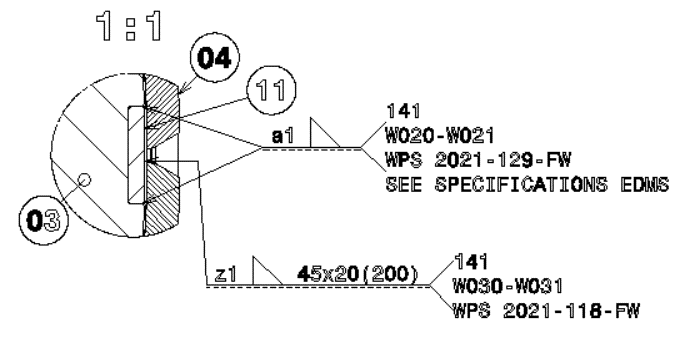 1:1
04
11
03
a1
141
W020-W021
WPS 2021-129-FW
SEE SPECIFICATIONS EDMS
z1
45x20(200)
141
W030-W031
WPS 2021-118-FW